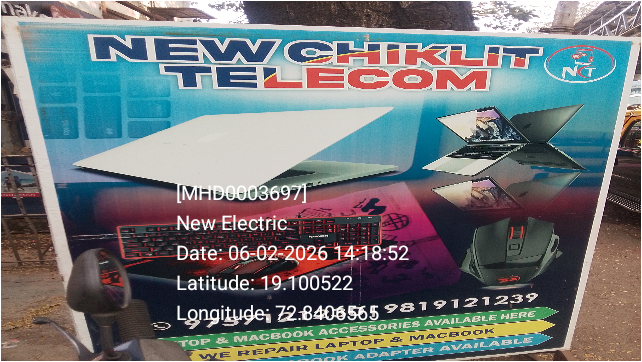 NEW CHIKLIT
TELECOM
NCT
[MHD0003697]
New Electric
Date: 06-02-2026 14:18:52
Latitude: 19.100522
Longitude: 72.8406565
9819121239
TOP & MACBOOK ACCESSORIES AVAILABLE HERE
WE REPAIR LAPTOP & MACBOOK
BOOK ADAPTER AVAILABLE